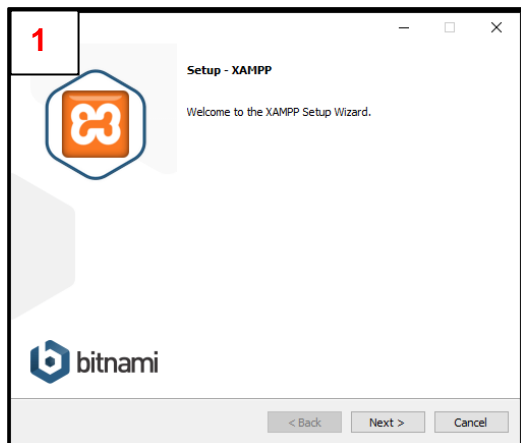 1
Setup - XAMPP
Welcome to the XAMPP Setup Wizard.
bitnami
< Back Next > Cancel